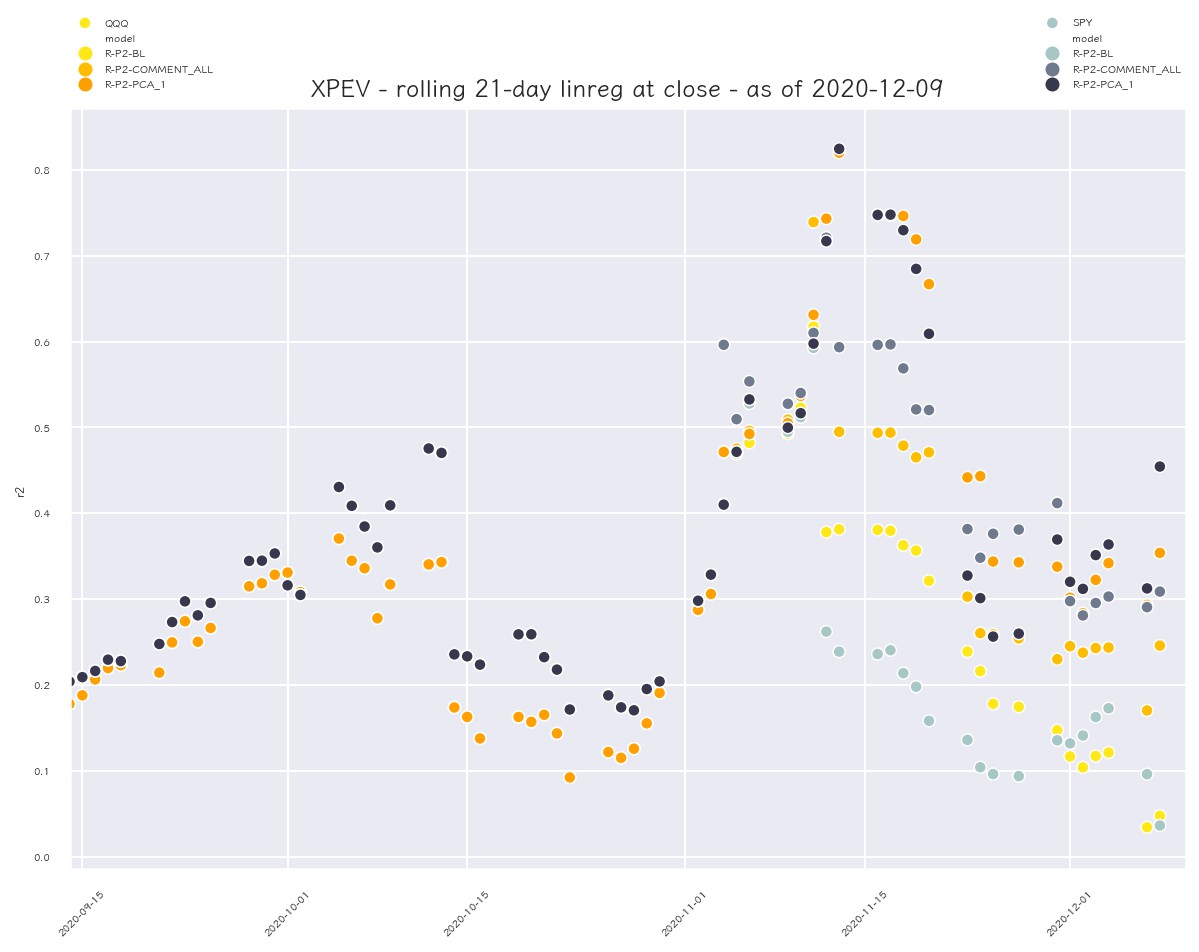 QQQ
model
R-P2-BL
R-P2-COMMENT_ALL
R-P2-PCA_1
SPY
model
R-P2-BL
R-P2-COMMENT_ALL
R-P2-PCA_1
XPEV - rolling 21-day linreg at close - as of 2020-12-09
0.8
0.7
0.6
0.5
0.4
0.3
0.2
0.1
0.0
r2
2020-09-15
2020-10-01
2020-10-15
2020-11-01
2020-11-15
2020-12-01